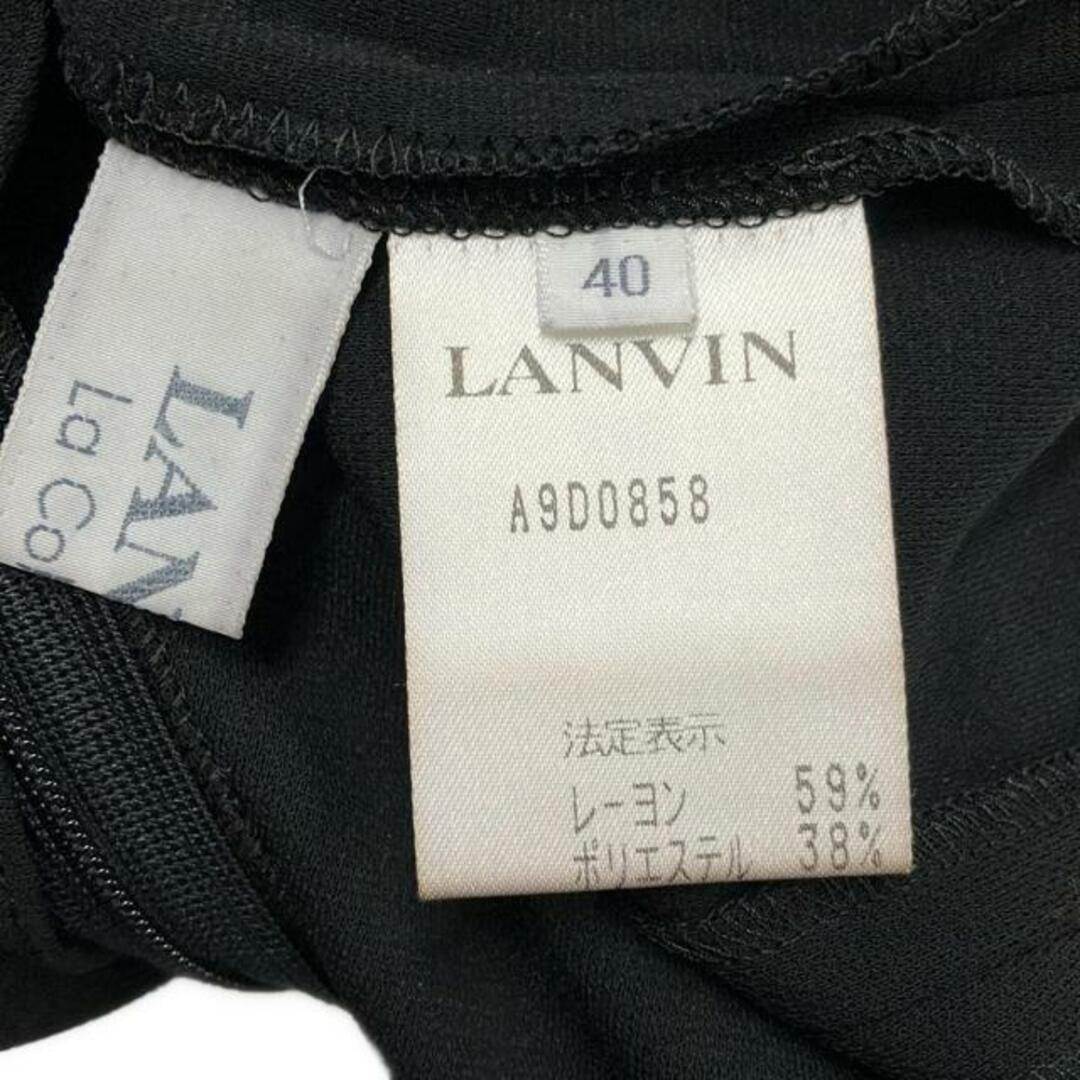 40
LANVIN
A9D0858
法定表示
レーヨン 59%
ポリエステル 38%
LAN
La Co